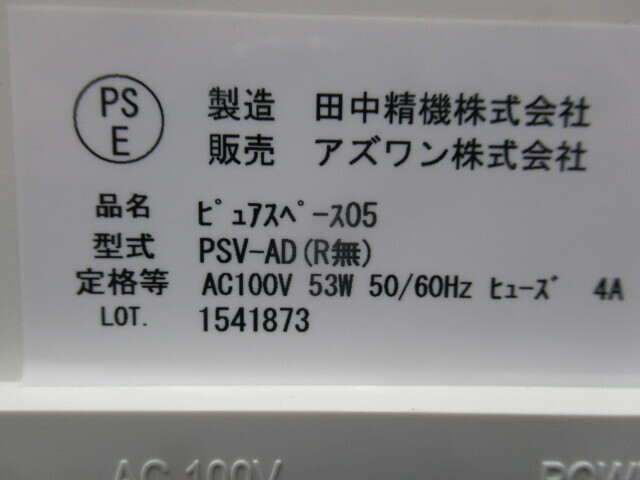 PS
E
製造 田中精機株式会社
販売 アズワン株式会社
品名 ﾋﾟｭｱｽﾍﾟｰｽ05
型式 PSV-AD(R無)
定格等 AC100V 53W 50/60Hz ﾋｭｰｽﾞ 4A
LOT. 1541873
AC 100V